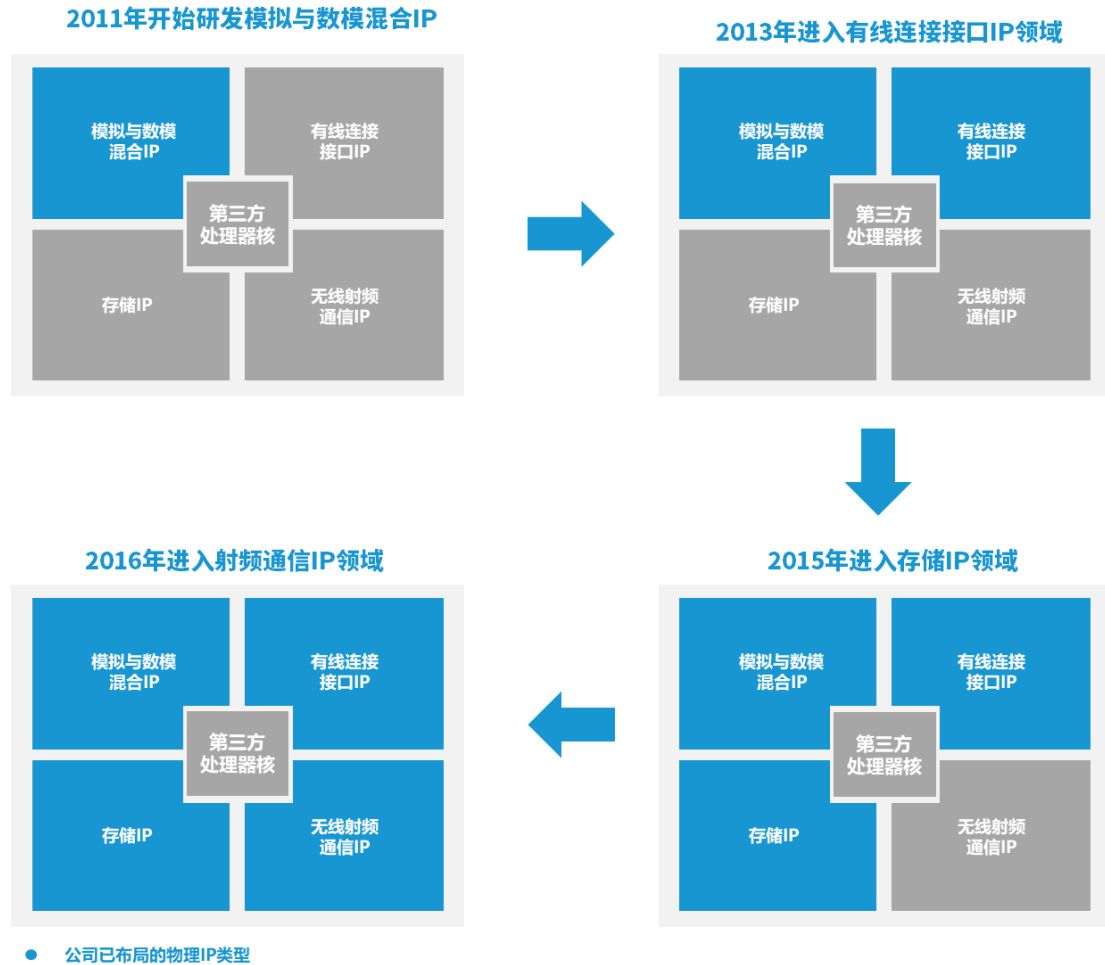 2011年开始研发模拟与数模混合IP
模拟与数模
混合IP
有线连接
接口IP
第三方
处理器核
存储IP
无线射频
通信IP
2013年进入有线连接接口IP领域
模拟与数模
混合IP
有线连接
接口IP
第三方
处理器核
存储IP
无线射频
通信IP
2015年进入存储IP领域
模拟与数模
混合IP
有线连接
接口IP
第三方
处理器核
存储IP
无线射频
通信IP
2016年进入射频通信IP领域
模拟与数模
混合IP
有线连接
接口IP
第三方
处理器核
存储IP
无线射频
通信IP
公司已布局的物理IP类型